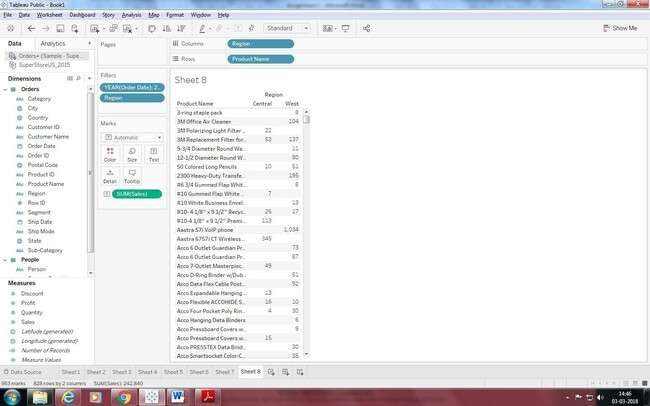 Tableau Public - Book1
File Data Worksheet Dashboard Story Analysis Map Format Window Help
Standard
Show Me
Data Analytics
Orders+ (Sample - Supe...
SuperStoreUS_2015
Dimensions
Orders
Category
City
Country
Customer ID
Customer Name
Order Date
Order ID
Postal Code
Product ID
Product Name
Region
Row ID
Segment
Ship Date
Ship Mode
State
Sub-Category
People
Person
Measures
Discount
Profit
Quantity
Sales
Latitude (generated)
Longitude (generated)
Number of Records
Measure Values
Pages
Filters
YEAR(Order Date): 2...
Region
Marks
Automatic
Color Size Text
Detail Tooltip
SUM(Sales)
Columns Region
Rows Product Name
Sheet 8
Region
Product Name Central West
3-ring staple pack 8
3M Office Air Cleaner 104
3M Polarizing Light Filter ... 22
3M Replacement Filter for... 53 137
9-3/4 Diameter Round Wa... 11
12-1/2 Diameter Round W... 80
50 Colored Long Pencils 10 51
2300 Heavy-Duty Transfe... 195
#6 3/4 Gummed Flap Whit... 8
#10 Gummed Flap White ... 7
#10 White Business Envel... 13
#10- 4 1/8" x 9 1/2" Recyc... 26 17
#10-4 1/8" x 9 1/2" Premi... 113
Aastra 57i VoIP phone 1,034
Aastra 6757i CT Wireless... 345
Acco 6 Outlet Guardian Pr... 73
Acco 6 Outlet Guardian Pr... 87
Acco 7-Outlet Masterpiec... 49
Acco D-Ring Binder w/Dub... 51
Acco Data Flex Cable Post... 92
Acco Expandable Hanging... 13
Acco Flexible ACCOHIDE S... 16 10
Acco Four Pocket Poly Rin... 4 30
Acco Hanging Data Binders 6
Acco Pressboard Covers w... 9
Acco Pressboard Covers w... 15
Acco PRESSTEX Data Bind... 30
Acco Smartsocket Color-C... 38
Data Source Sheet 1 Sheet 2 Sheet 3 Sheet 4 Sheet 5 Sheet 6 Sheet 7 Sheet 8
963 marks 828 rows by 2 columns SUM(Sales): 242,840
14:46
03-03-2018